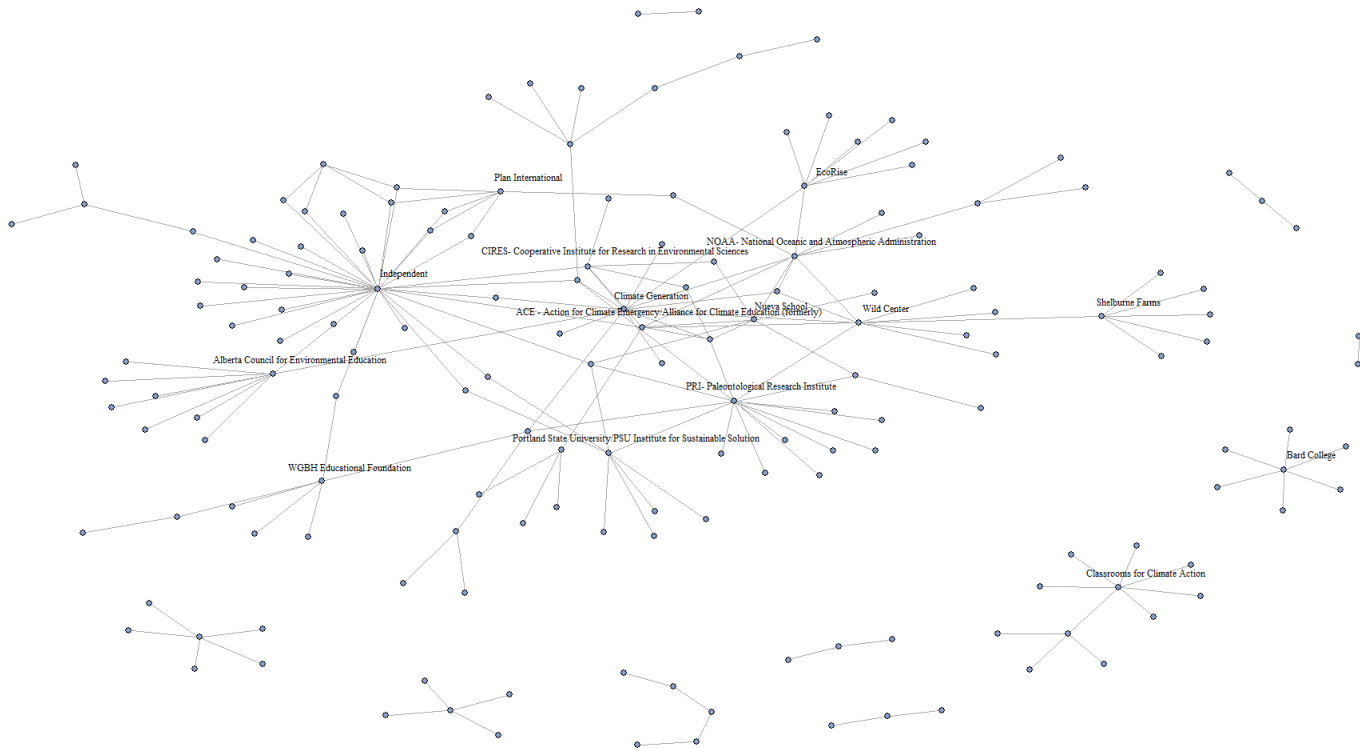 EcoRise
Plan International
NOAA- National Oceanic and Atmospheric Administration
CIRES- Cooperative Institute for Research in Environmental Sciences
Independent
Climate Generation
Shelburne Farms
Nueva School
Wild Center
ACE - Action for Climate Emergency/Alliance for Climate Education (formerly)
Alberta Council for Environmental Education
PRI- Paleontological Research Institute
Portland State University/PSU Institute for Sustainable Solution
Bard College
WGBH Educational Foundation
Classrooms for Climate Action